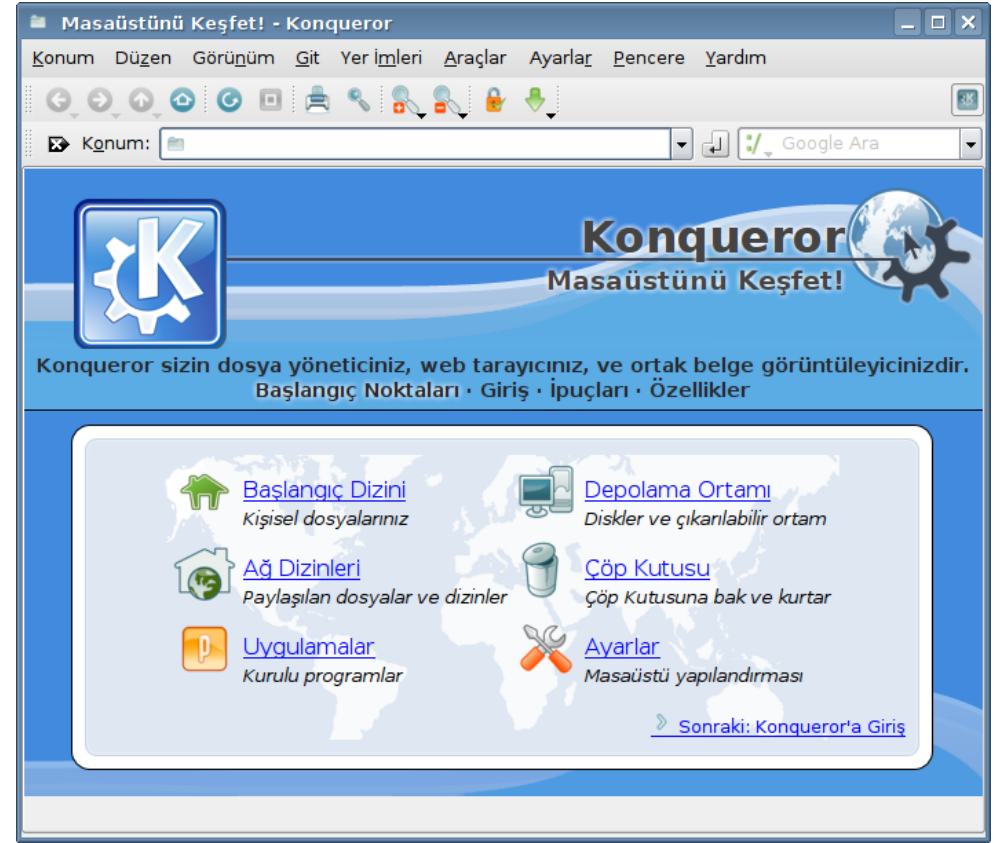 Masaüstünü Keşfet! - Konqueror
Konum Düzen Görünüm Git Yer İmleri Araçlar Ayarlar Pencere Yardım
Konum: Google Ara
Konqueror
Masaüstünü Keşfet!
Konqueror sizin dosya yöneticiniz, web tarayıcınız, ve ortak belge görüntüleyicinizdir.
Başlangıç Noktaları · Giriş · İpuçları · Özellikler
Başlangıç Dizini
Kişisel dosyalarınız
Depolama Ortamı
Diskler ve çıkarılabilir ortam
Ağ Dizinleri
Paylaşılan dosyalar ve dizinler
Çöp Kutusu
Çöp Kutusuna bak ve kurtar
Uygulamalar
Kurulu programlar
Ayarlar
Masaüstü yapılandırması
Sonraki: Konqueror'a Giriş